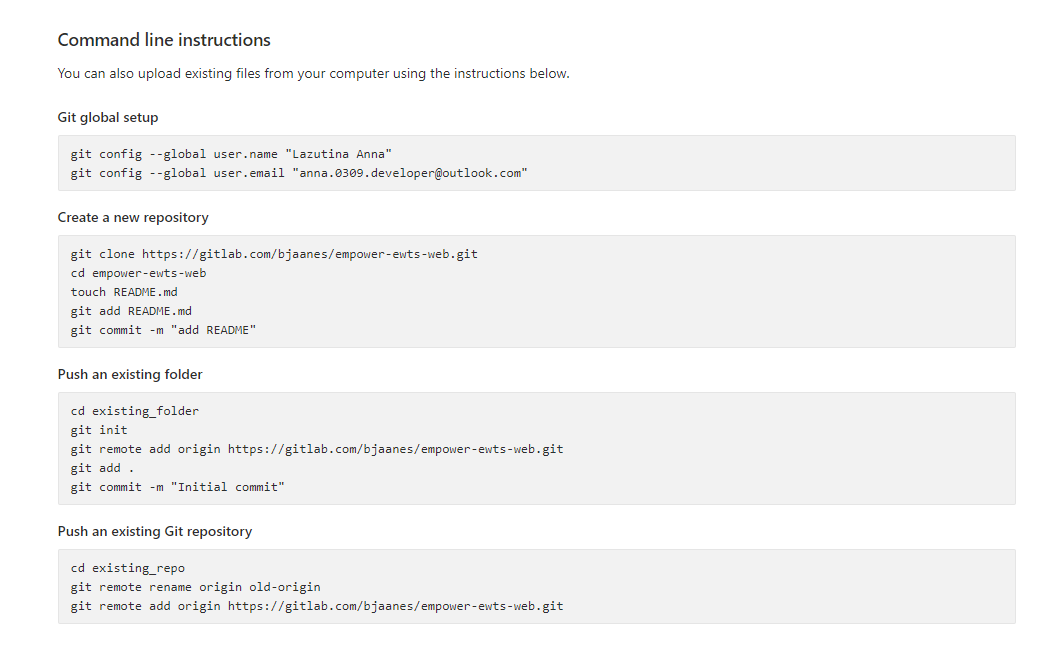 Command line instructions
You can also upload existing files from your computer using the instructions below.
Git global setup
git config --global user.name "Lazutina Anna"
git config --global user.email "anna.0309.developer@outlook.com"
Create a new repository
git clone https://gitlab.com/bjaanes/empower-ewts-web.git
cd empower-ewts-web
touch README.md
git add README.md
git commit -m "add README"
Push an existing folder
cd existing_folder
git init
git remote add origin https://gitlab.com/bjaanes/empower-ewts-web.git
git add .
git commit -m "Initial commit"
Push an existing Git repository
cd existing_repo
git remote rename origin old-origin
git remote add origin https://gitlab.com/bjaanes/empower-ewts-web.git